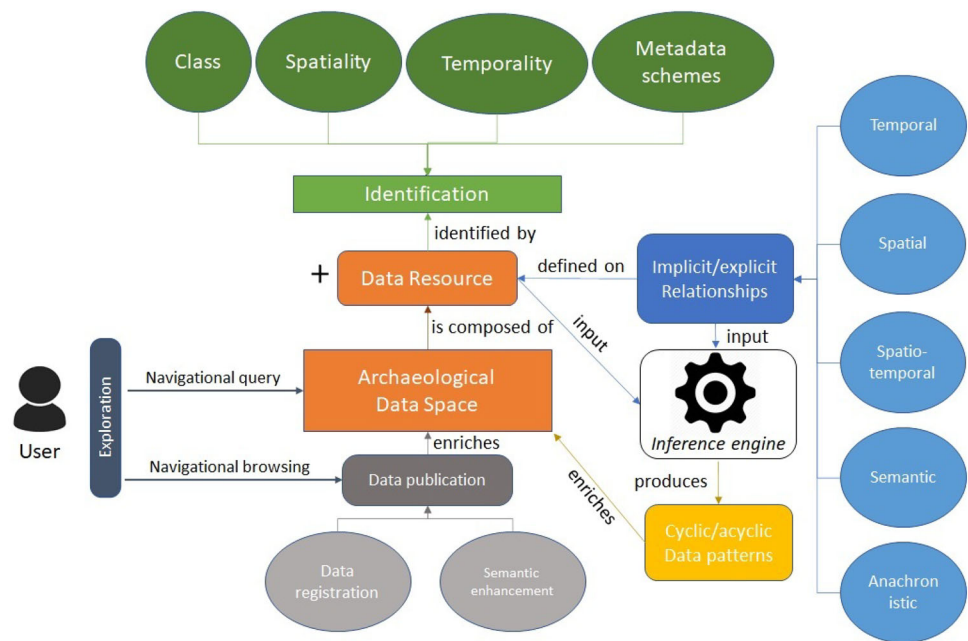 Class
Spatiality
Temporality
Metadata
schemes
Identification
identified by
+
Data Resource
defined on
Implicit/explicit
Relationships
is composed of
input
input
Archaeological
Data Space
Inference engine
User
Exploration
Navigational query
Navigational browsing
enriches
Data publication
Data
registration
Semantic
enhancement
enriches
produces
Cyclic/acyclic
Data patterns
Temporal
Spatial
Spatio-
temporal
Semantic
Anachron
istic